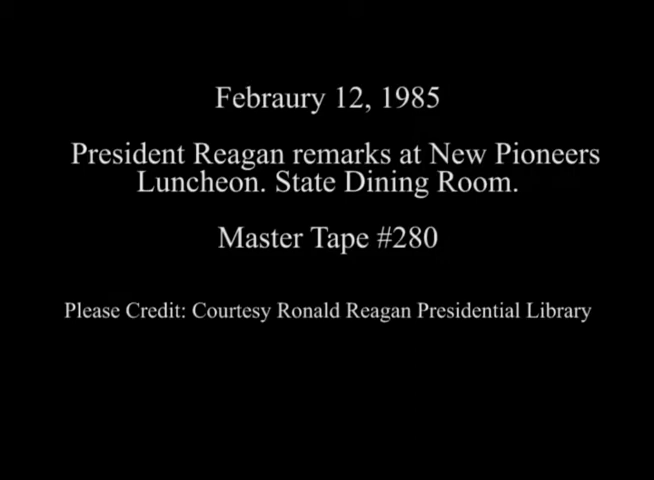 Febraury 12, 1985
President Reagan remarks at New Pioneers
Luncheon. State Dining Room.
Master Tape #280
Please Credit: Courtesy Ronald Reagan Presidential Library